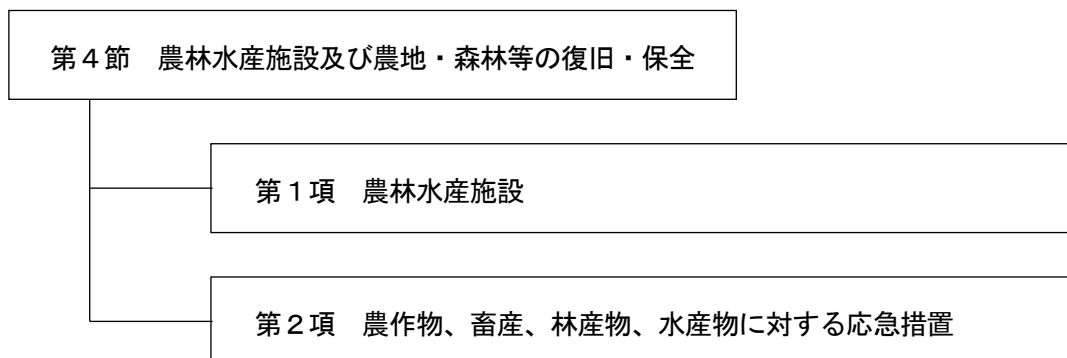 第４節　農林水産施設及び農地・森林等の復旧・保全
第１項　農林水産施設
第２項　農作物、畜産、林産物、水産物に対する応急措置